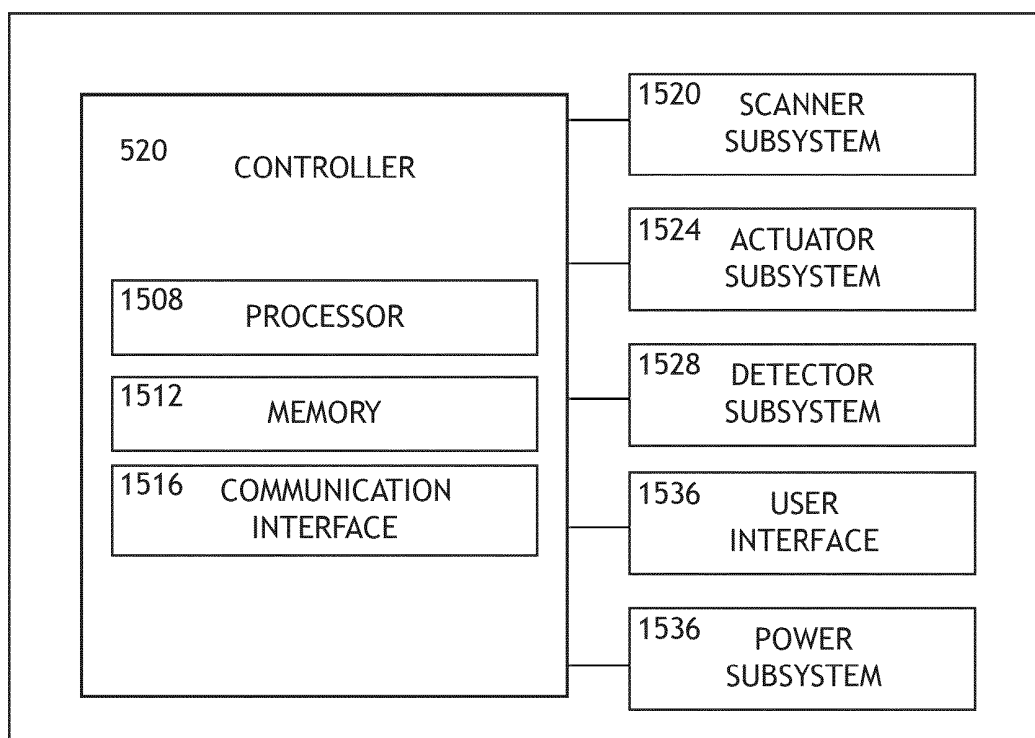 520 CONTROLLER
1508 PROCESSOR
1512 MEMORY
1516 COMMUNICATION
INTERFACE
1520 SCANNER
SUBSYSTEM
1524 ACTUATOR
SUBSYSTEM
1528 DETECTOR
SUBSYSTEM
1536 USER
INTERFACE
1536 POWER
SUBSYSTEM